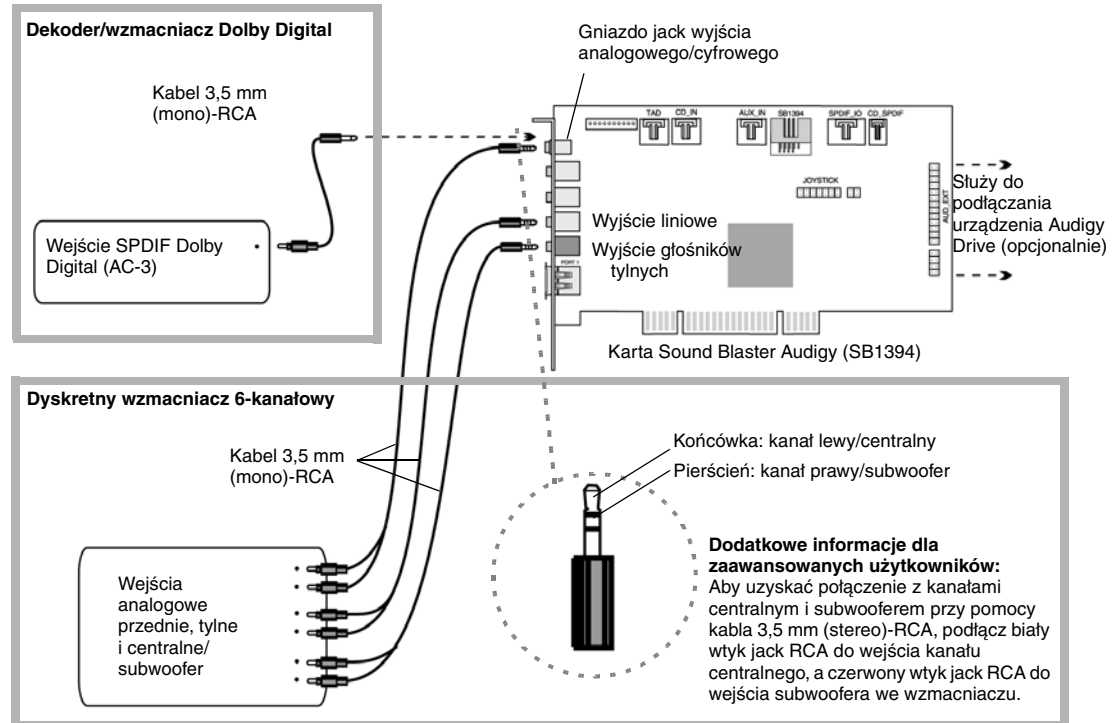 Dekoder/wzmacniacz Dolby Digital
Kabel 3,5 mm
(mono)-RCA
Wejście SPDIF Dolby
Digital (AC-3)
Gniazdo jack wyjścia
analogowego/cyfrowego
TAD
CD_IN
AUX_IN
SB1394
SPDIF_IO
CD_SPDIF
JOYSTICK
AUD_EXT
Wyjście liniowe
Wyjście głośników
tylnych
PORT 1
Służy do
podłączania
urządzenia Audigy
Drive (opcjonalnie)
Karta Sound Blaster Audigy (SB1394)
Dyskretny wzmacniacz 6-kanałowy
Kabel 3,5 mm
(mono)-RCA
Wejścia
analogowe
przednie, tylne
i centralne/
subwoofer
Końcówka: kanał lewy/centralny
Pierścień: kanał prawy/subwoofer
Dodatkowe informacje dla
zaawansowanych użytkowników:
Aby uzyskać połączenie z kanałami
centralnym i subwooferem przy pomocy
kabla 3,5 mm (stereo)-RCA, podłącz biały
wtyk jack RCA do wejścia kanału
centralnego, a czerwony wtyk jack RCA do
wejścia subwoofera we wzmacniaczu.